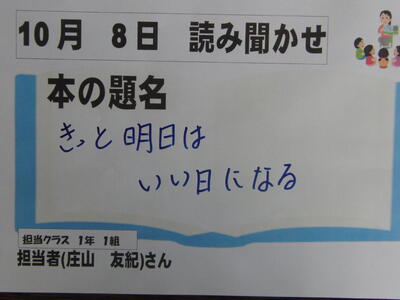 10月 8日 読み聞かせ
本の題名
きっと明日は
いい日になる
担当クラス 1年 1組
担当者(庄山 友紀)さん